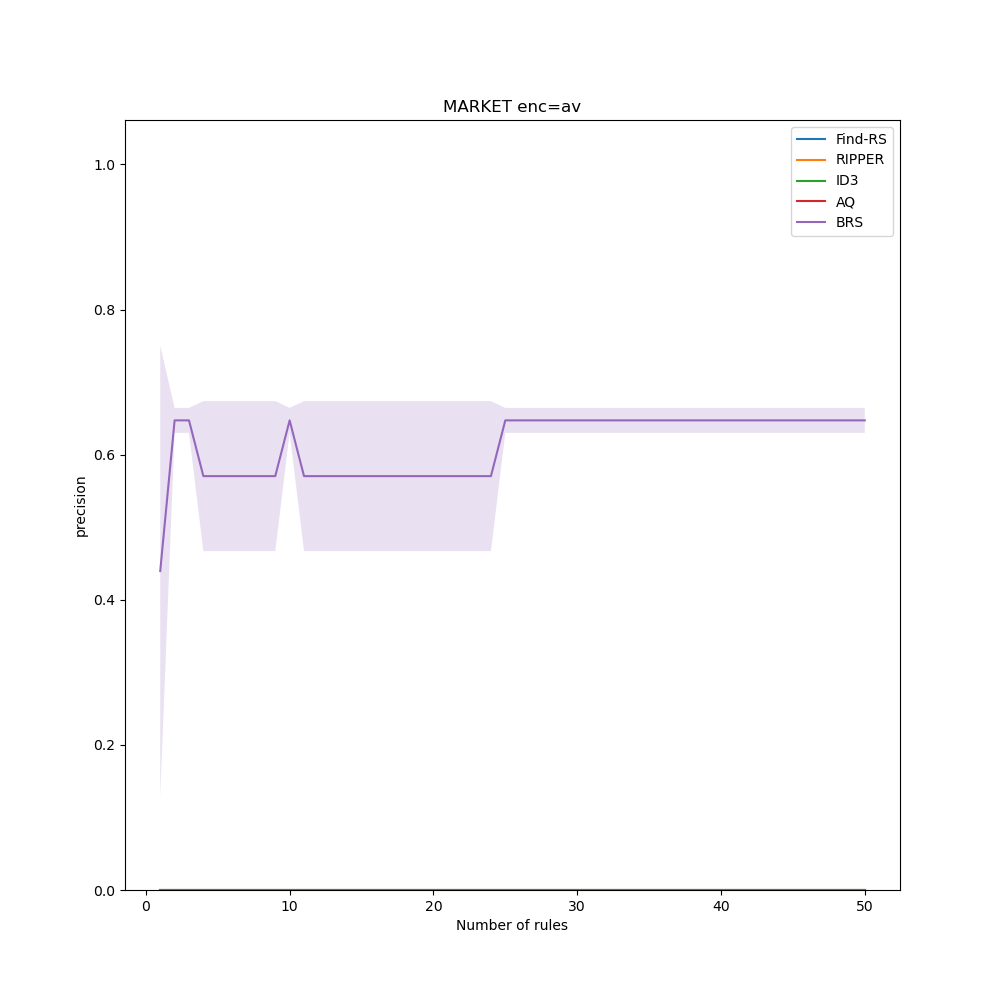 MARKET enc=av
Find-RS
RIPPER
ID3
AQ
BRS
1.0
0.8
0.6
0.4
0.2
0.0
precision
0 10 20 30 40 50
Number of rules